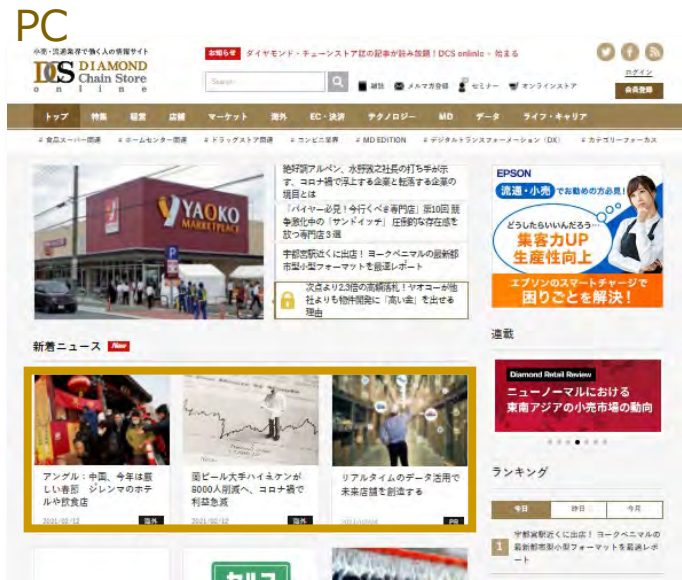 PC
小売・流通業界で働く人の情報サイト
DCS DIAMOND
Chain Store
online
お知らせ ダイヤモンド・チェーンストア誌の記事が読み放題！DCS onlinle＋ 始まる
Search
雑誌 メルマガ登録 セミナー オンラインストア
ログイン
会員登録
トップ 特集 経営 店舗 マーケット 海外 EC・決済 テクノロジー MD データ ライフ・キャリア
# 食品スーパー関連 # ホームセンター関連 # ドラッグストア関連 # コンビニ業界 # MD EDITION # デジタルトランスフォーメーション（DX） # カテゴリーフォーカス
YAOKO
MARKETPLACE
P
絶好調アルペン、水野敦之社長の打ち手が示
す、コロナ禍で浮上する企業と転落する企業の
境目とは
「バイヤー必見！今行くべき専門店」第10回 競
争激化中の「サンドイッチ」 圧倒的な存在感を
放つ専門店３選
宇都宮駅近くに出店！ ヨークベニマルの最新都
市型小型フォーマットを最速レポート
次点より2.3倍の高額落札！ヤオコーが他
社よりも物件開発に「高い金」を出せる
理由
EPSON
流通・小売 でお勤めの方必見！
どうしたらいいんだろう…
集客力UP
生産性向上
エプソンのスマートチャージで
困りごとを解決！
新着ニュース New
アングル：中国、今年は厳
しい春節 ジレンマのホテ
ルや飲食店
2021/02/12 海外
蘭ビール大手ハイネケンが
8000人削減へ、コロナ禍で
利益急減
2021/02/12 海外
リアルタイムのデータ活用で
未来店舗を創造する
PR
連載
Diamond Retail Review
ニューノーマルにおける
東南アジアの小売市場の動向
ランキング
今日 昨日 今月
1 宇都宮駅近くに出店！ ヨークベニマルの
最新都市型小型フォーマットを最速レポ
ート